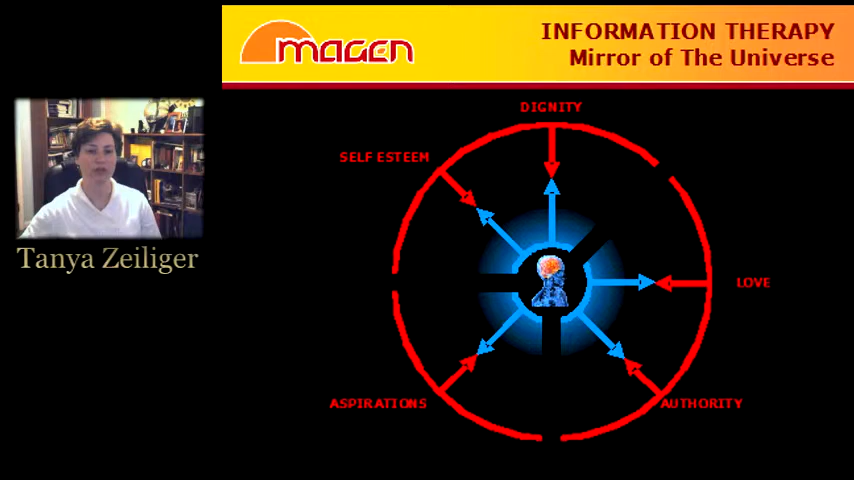 magen
INFORMATION THERAPY
Mirror of The Universe
DIGNITY
SELF ESTEEM
Tanya Zeiliger
LOVE
ASPIRATIONS
AUTHORITY